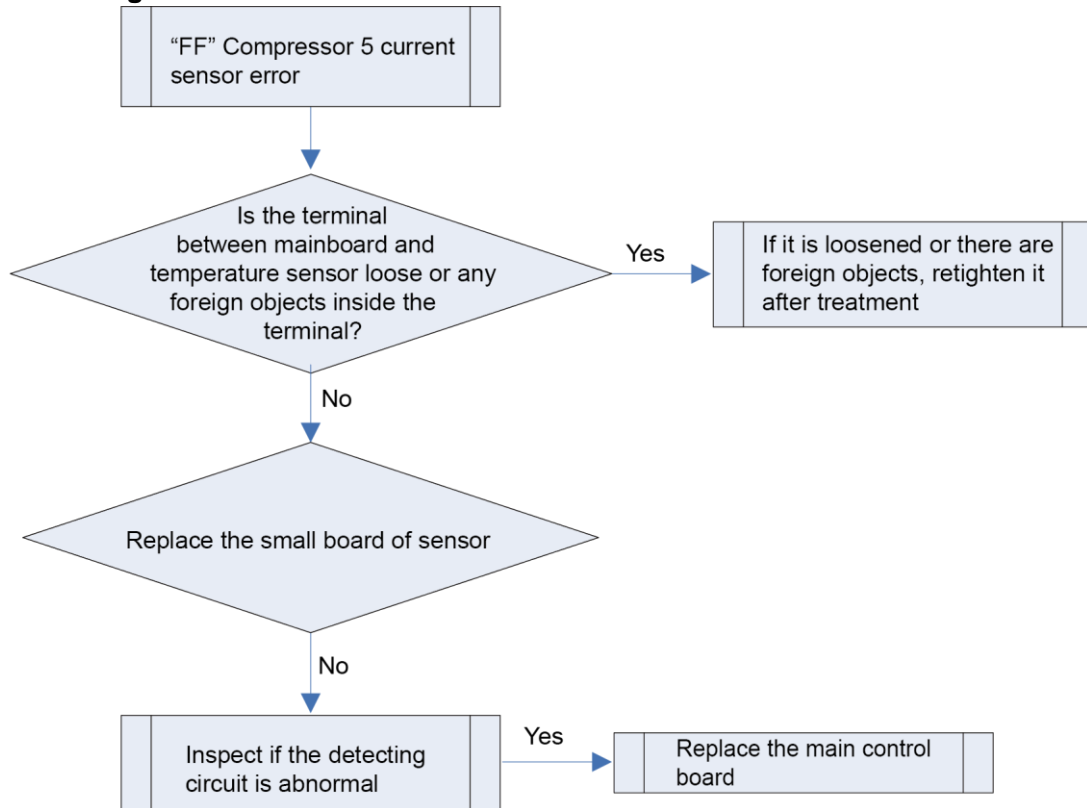 “FF” Compressor 5 current
sensor error
Is the terminal
between mainboard and
temperature sensor loose or any
foreign objects inside the
terminal?
Yes
If it is loosened or there are
foreign objects, retighten it
after treatment
No
Replace the small board of sensor
No
Inspect if the detecting
circuit is abnormal
Yes
Replace the main control
board